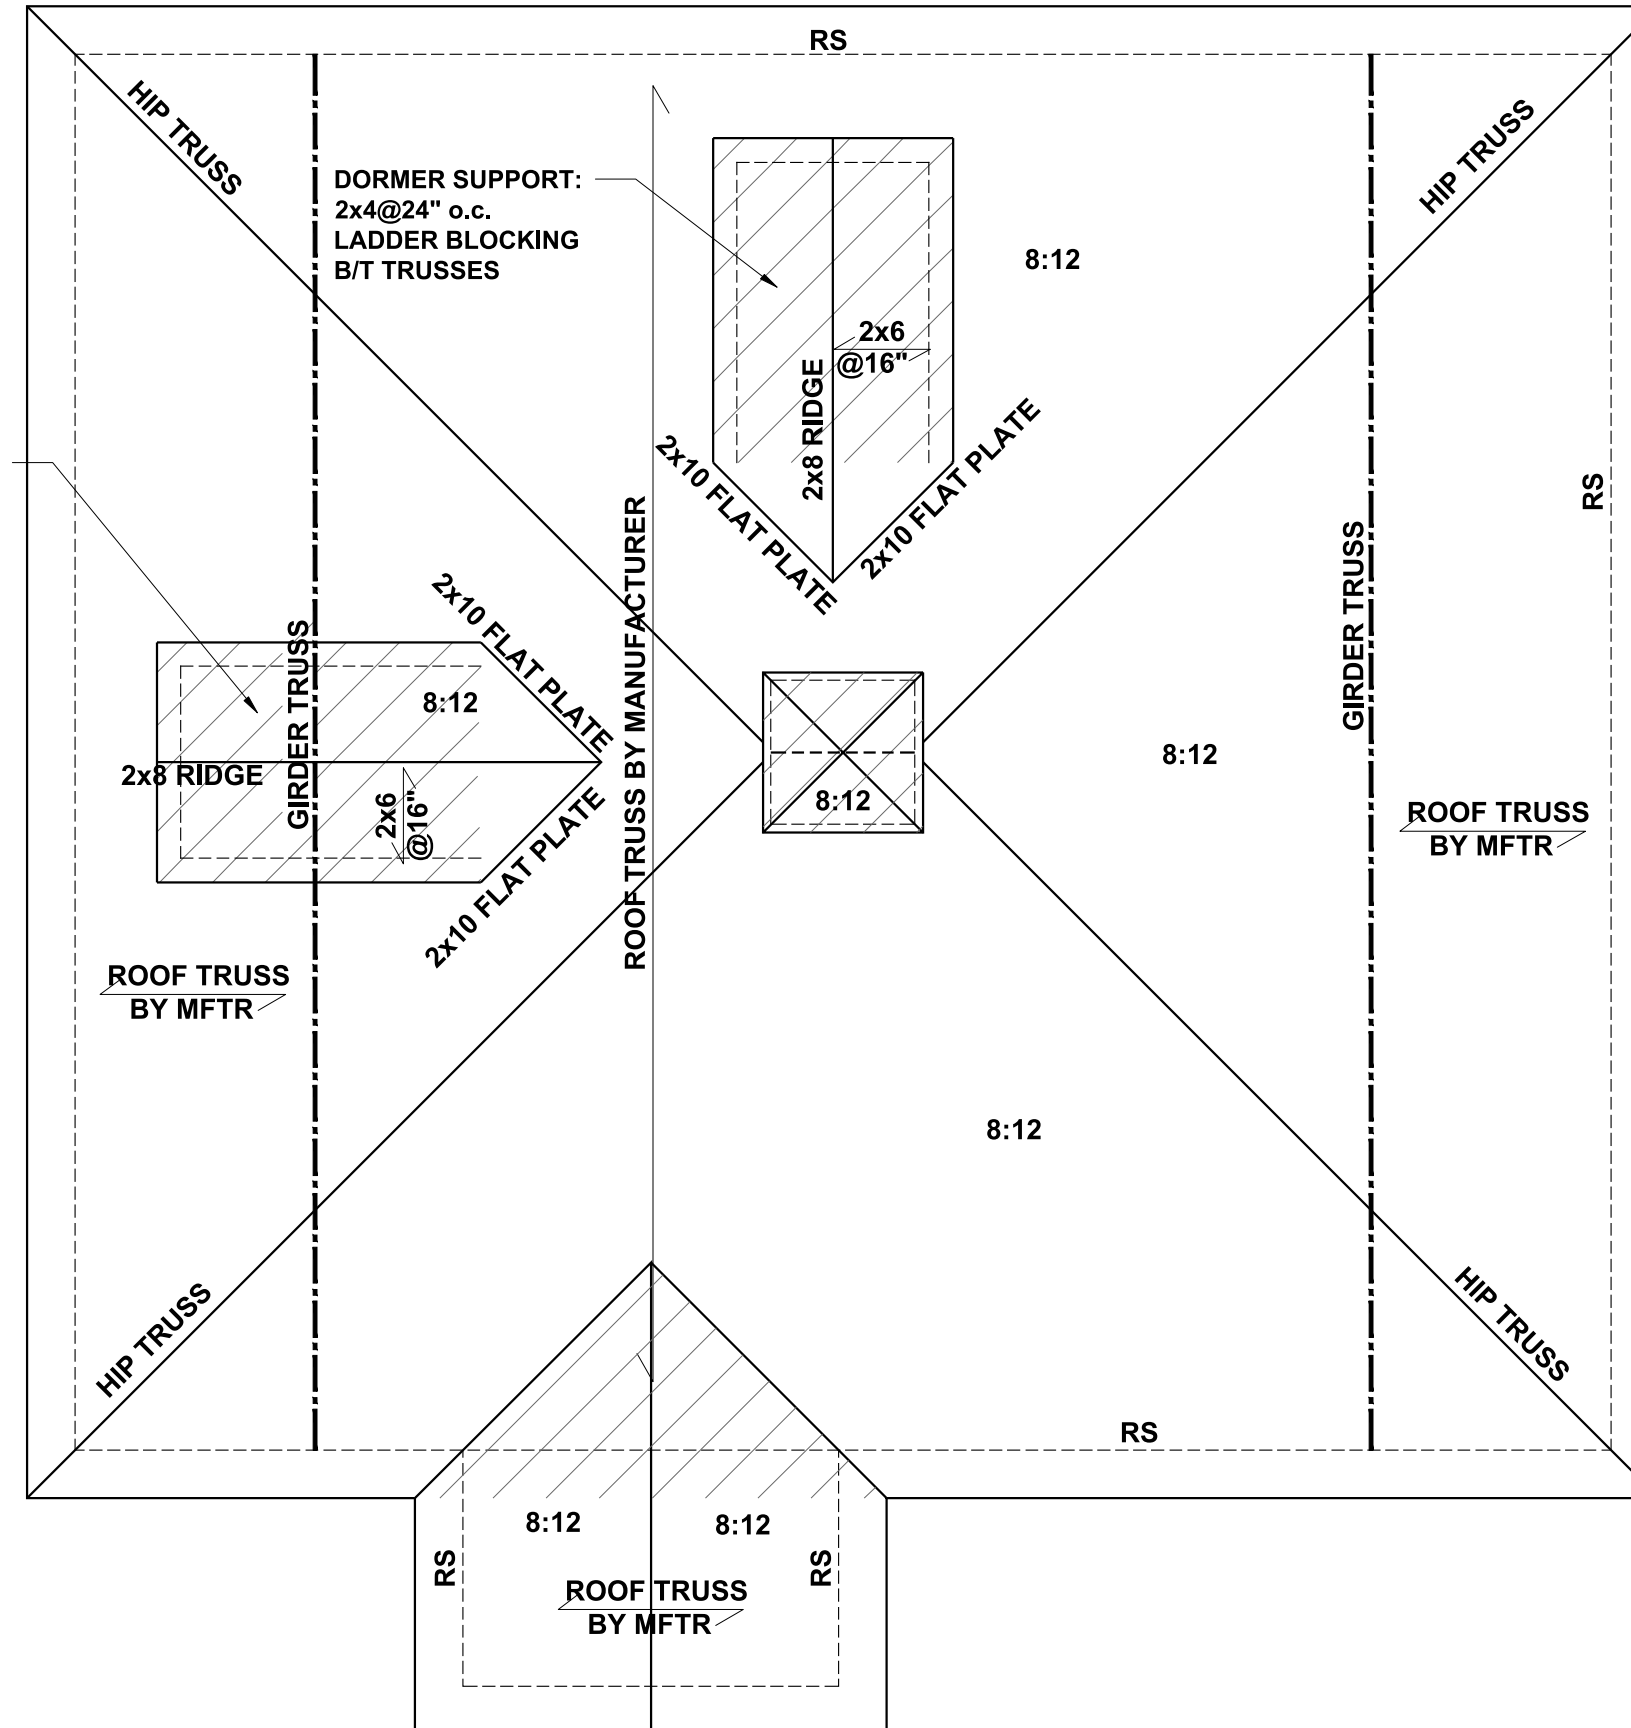 RS
HIP TRUSS
HIP TRUSS
DORMER SUPPORT:
2x4@24" o.c.
LADDER BLOCKING
B/T TRUSSES
8:12
2x6
@16"
2x8 RIDGE
2x10 FLAT PLATE
2x10 FLAT PLATE
RS
ROOF TRUSS BY MANUFACTURER
GIRDER TRUSS
GIRDER TRUSS
2x10 FLAT PLATE
8:12
2x8 RIDGE
2x6
@16"
2x10 FLAT PLATE
8:12
8:12
ROOF TRUSS
BY MFTR
ROOF TRUSS
BY MFTR
8:12
HIP TRUSS
HIP TRUSS
RS
8:12
8:12
RS
RS
ROOF TRUSS
BY MFTR